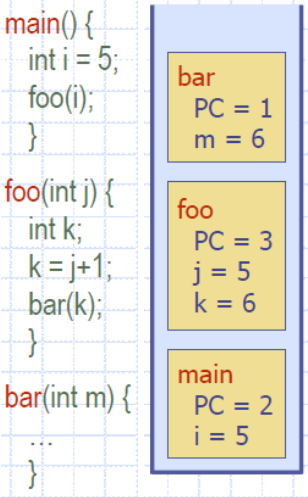 main() {
int i = 5;
foo(i);
}
foo(int j) {
int k;
k = j+1;
bar(k);
}
bar(int m) {
…
}
bar
PC = 1
m = 6
foo
PC = 3
j = 5
k = 6
main
PC = 2
i = 5